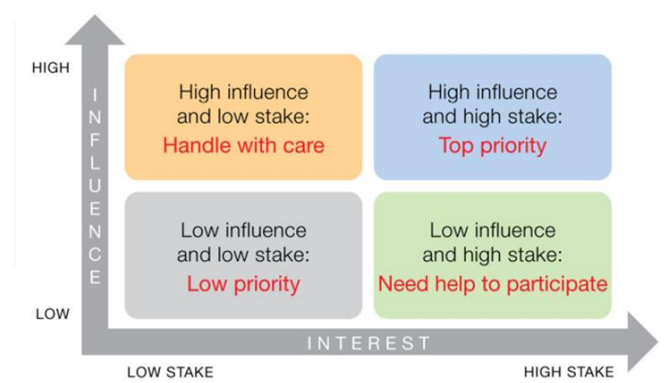 HIGH
INFLUENCE
High influence
and low stake:
Handle with care
High influence
and high stake:
Top priority
Low influence
and low stake:
Low priority
Low influence
and high stake:
Need help to participate
LOW
INTEREST
LOW STAKE
HIGH STAKE